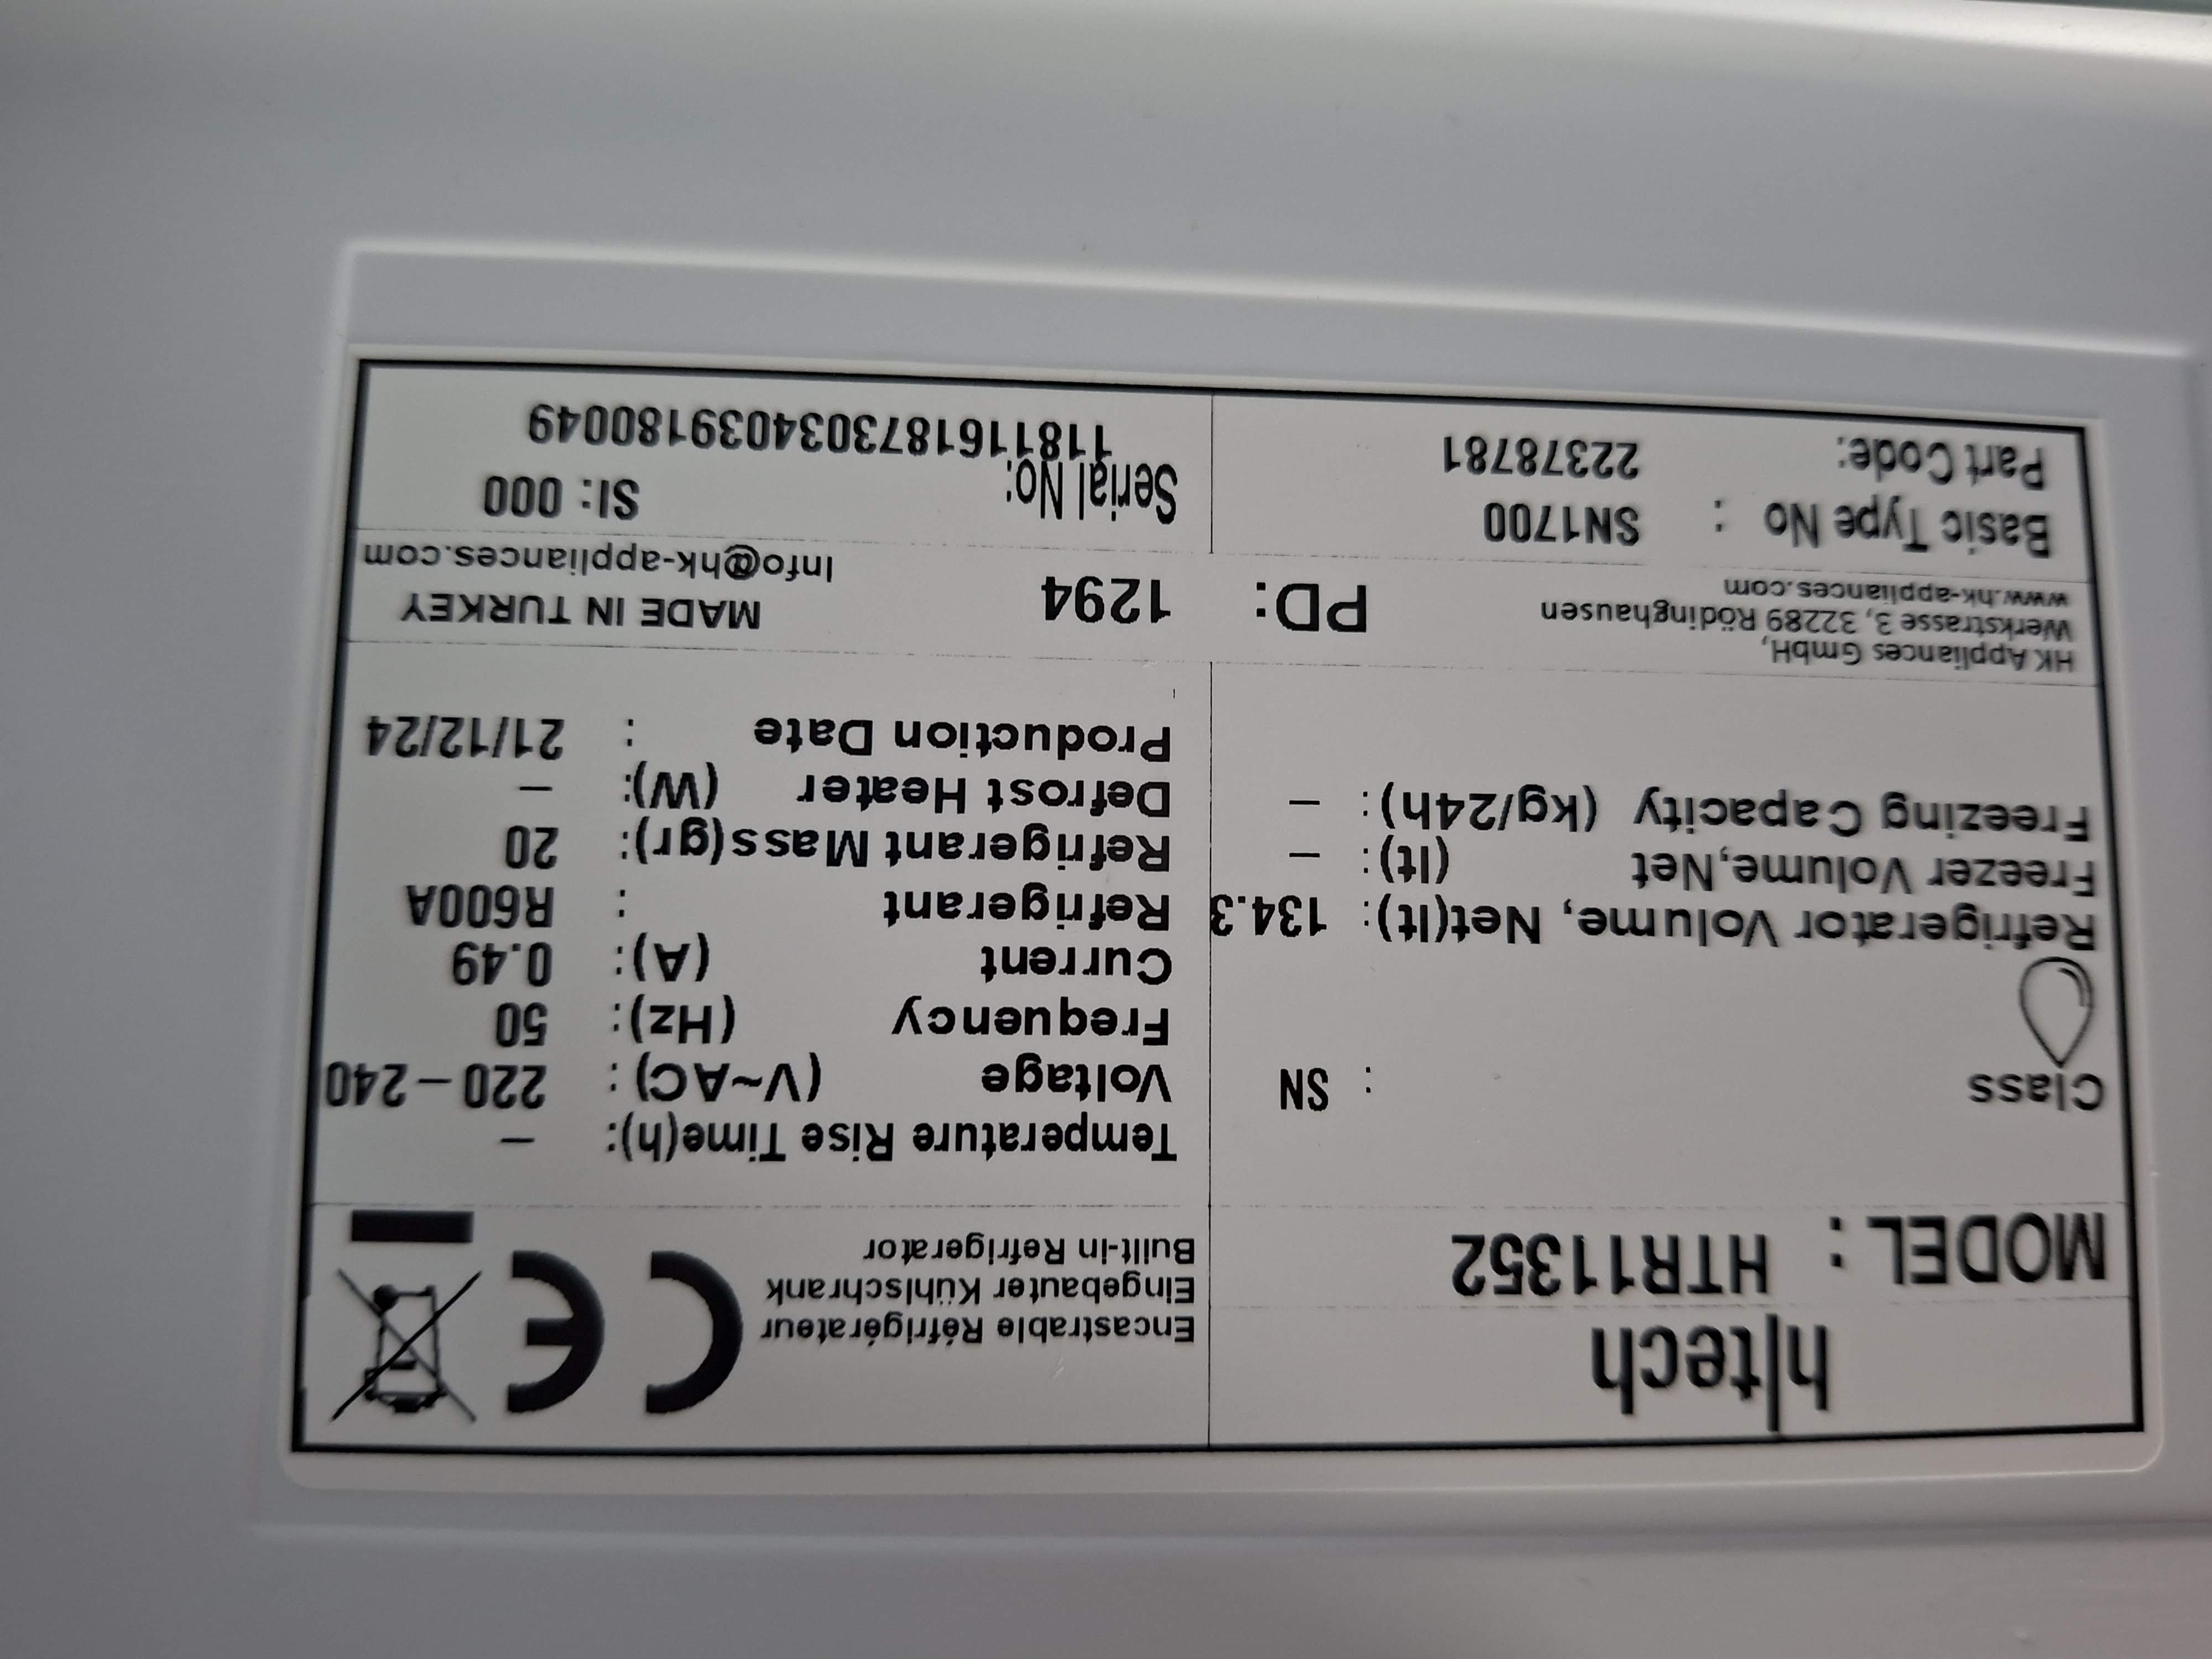 h|tech
MODEL : HTR11352
Encastrable Réfrigérateur
Eingebauter Kühlschrank
Built-in Refrigerator
CE
Class : SN
Refrigerator Volume, Net(lt): 134.3
Freezer Volume,Net (lt): –
Freezing Capacity (kg/24h): –
Temperature Rise Time(h): –
Voltage (V~AC) : 220–240
Frequency (Hz): 50
Current (A): 0.49
Refrigerant : R600A
Refrigerant Mass(gr): 20
Defrost Heater (W): –
Production Date : 21/12/24
HK Appliances GmbH,
Werkstrasse 3, 32289 Rödinghausen
www.hk-appliances.com
PD: 1294
MADE IN TURKEY
Info@hk-appliances.com
Basic Type No : SN1700
Part Code: 22378781
Serial No: SI: 000
1181161873034039180049